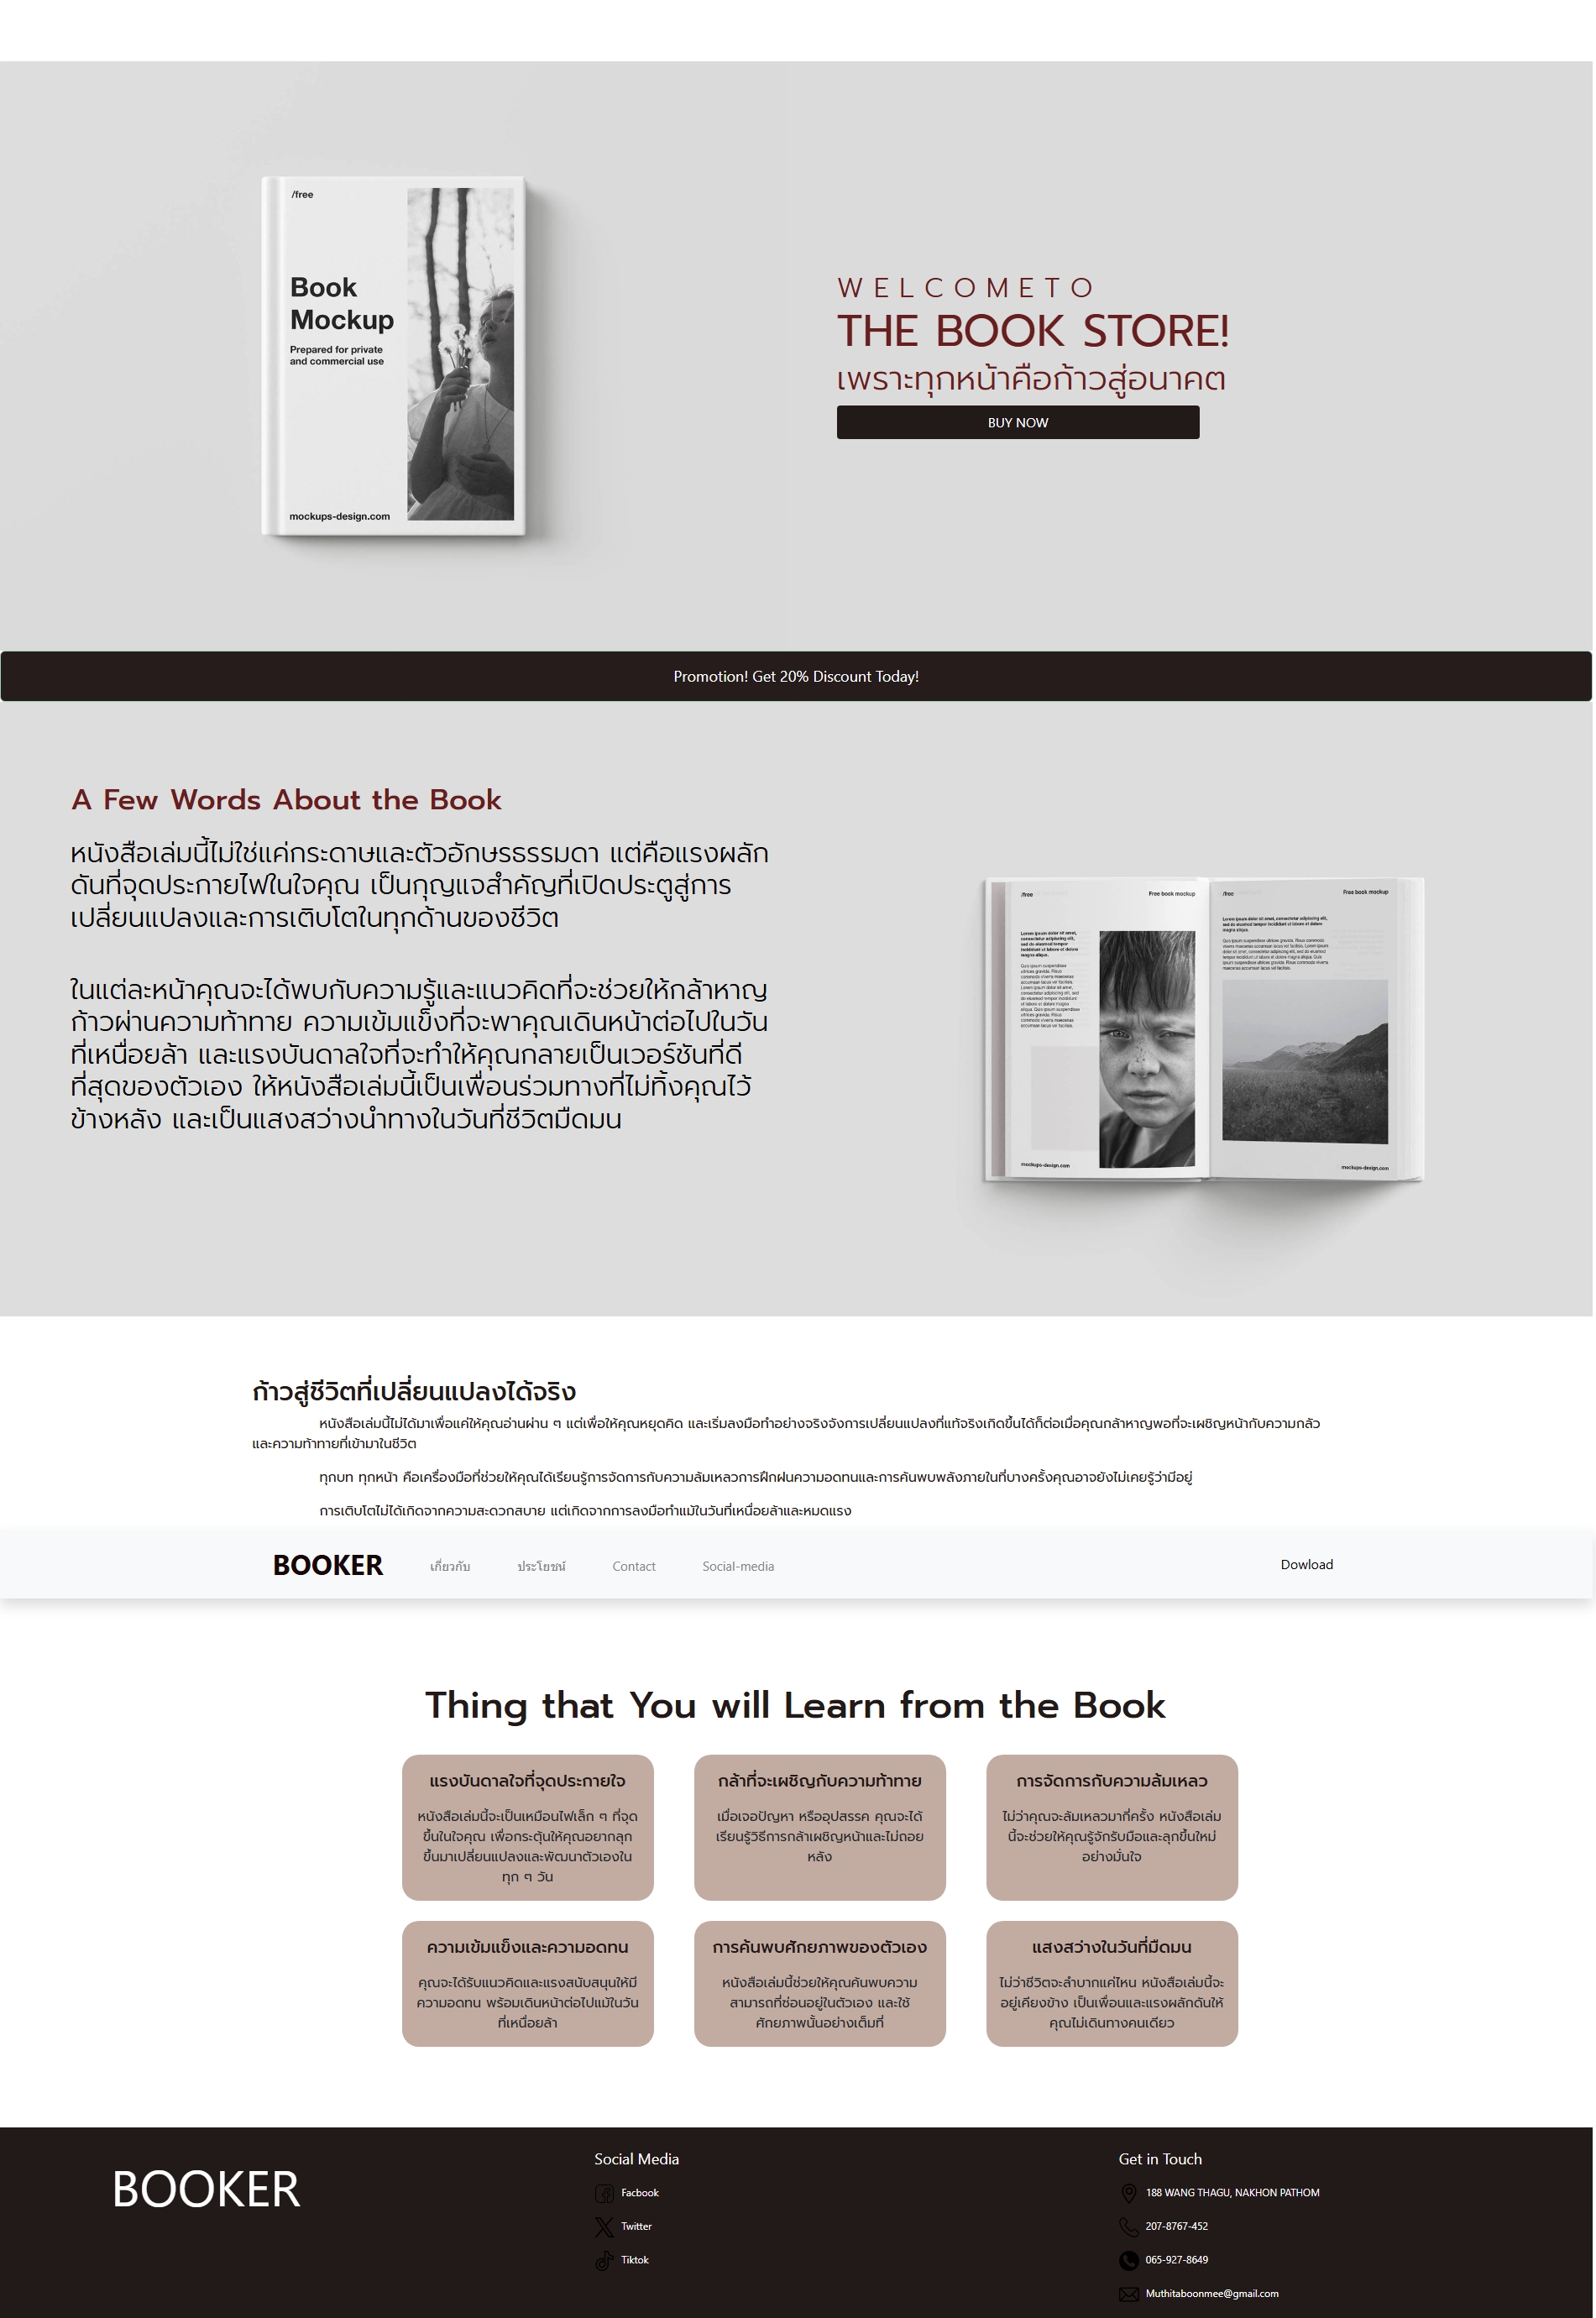 /free
Book
Mockup
Prepared for private
and commercial use
mockups-design.com
WELCOMETO
THE BOOK STORE!
เพราะทุกหน้าคือก้าวสู่อนาคต
BUY NOW
Promotion! Get 20% Discount Today!
A Few Words About the Book
หนังสือเล่มนี้ไม่ใช่แค่กระดาษและตัวอักษรธรรมดา แต่คือแรงผลัก
ดันที่จุดประกายไฟในใจคุณ เป็นกุญแจสำคัญที่เปิดประตูสู่การ
เปลี่ยนแปลงและการเติบโตในทุกด้านของชีวิต
ในแต่ละหน้าคุณจะได้พบกับความรู้และแนวคิดที่จะช่วยให้กล้าหาญ
ก้าวผ่านความท้าทาย ความเข้มแข็งที่จะพาคุณเดินหน้าต่อไปในวัน
ที่เหนื่อยล้า และแรงบันดาลใจที่จะทำให้คุณกลายเป็นเวอร์ชันที่ดี
ที่สุดของตัวเอง ให้หนังสือเล่มนี้เป็นเพื่อนร่วมทางที่ไม่ทิ้งคุณไว้
ข้างหลัง และเป็นแสงสว่างนำทางในวันที่ชีวิตมืดมน
/free
Free book mockup
Lorem ipsum dolor sit amet,
consectetur adipiscing elit,
sed do eiusmod tempor
incididunt ut labore et dolore
magna aliqua.
mockups-design.com
/free
Free book mockup
Lorem ipsum dolor sit amet, consectetur adipiscing elit,
sed do eiusmod tempor incididunt ut labore et dolore
magna aliqua.
mockups-design.com
ก้าวสู่ชีวิตที่เปลี่ยนแปลงได้จริง
หนังสือเล่มนี้ไม่ได้มาเพื่อแค่ให้คุณอ่านผ่าน ๆ แต่เพื่อให้คุณหยุดคิด และเริ่มลงมือทำอย่างจริงจังการเปลี่ยนแปลงที่แท้จริงเกิดขึ้นได้ก็ต่อเมื่อคุณกล้าหาญพอที่จะเผชิญหน้ากับความกลัว
และความท้าทายที่เข้ามาในชีวิต
ทุกบท ทุกหน้า คือเครื่องมือที่ช่วยให้คุณได้เรียนรู้การจัดการกับความล้มเหลวการฝึกฝนความอดทนและการค้นพบพลังภายในที่บางครั้งคุณอาจยังไม่เคยรู้ว่ามีอยู่
การเติบโตไม่ได้เกิดจากความสะดวกสบาย แต่เกิดจากการลงมือทำแม้ในวันที่เหนื่อยล้าและหมดแรง
BOOKER เกี่ยวกับ ประโยชน์ Contact Social-media Dowload
Thing that You will Learn from the Book
แรงบันดาลใจที่จุดประกายใจ
หนังสือเล่มนี้จะเป็นเหมือนไฟเล็ก ๆ ที่จุด
ขึ้นในใจคุณ เพื่อกระตุ้นให้คุณอยากลุก
ขึ้นมาเปลี่ยนแปลงและพัฒนาตัวเองใน
ทุก ๆ วัน
กล้าที่จะเผชิญกับความท้าทาย
เมื่อเจอปัญหา หรืออุปสรรค คุณจะได้
เรียนรู้วิธีการกล้าเผชิญหน้าและไม่ถอย
หลัง
การจัดการกับความล้มเหลว
ไม่ว่าคุณจะล้มเหลวมากี่ครั้ง หนังสือเล่ม
นี้จะช่วยให้คุณรู้จักรับมือและลุกขึ้นใหม่
อย่างมั่นใจ
ความเข้มแข็งและความอดทน
คุณจะได้รับแนวคิดและแรงสนับสนุนให้มี
ความอดทน พร้อมเดินหน้าต่อไปแม้ในวัน
ที่เหนื่อยล้า
การค้นพบศักยภาพของตัวเอง
หนังสือเล่มนี้ช่วยให้คุณค้นพบความ
สามารถที่ซ่อนอยู่ในตัวเอง และใช้
ศักยภาพนั้นอย่างเต็มที่
แสงสว่างในวันที่มืดมน
ไม่ว่าชีวิตจะลำบากแค่ไหน หนังสือเล่มนี้จะ
อยู่เคียงข้าง เป็นเพื่อนและแรงผลักดันให้
คุณไม่เดินทางคนเดียว
BOOKER
Social Media
Facbook
Twitter
Tiktok
Get in Touch
188 WANG THAGU, NAKHON PATHOM
207-8767-452
065-927-8649
Muthitaboonmee@gmail.com